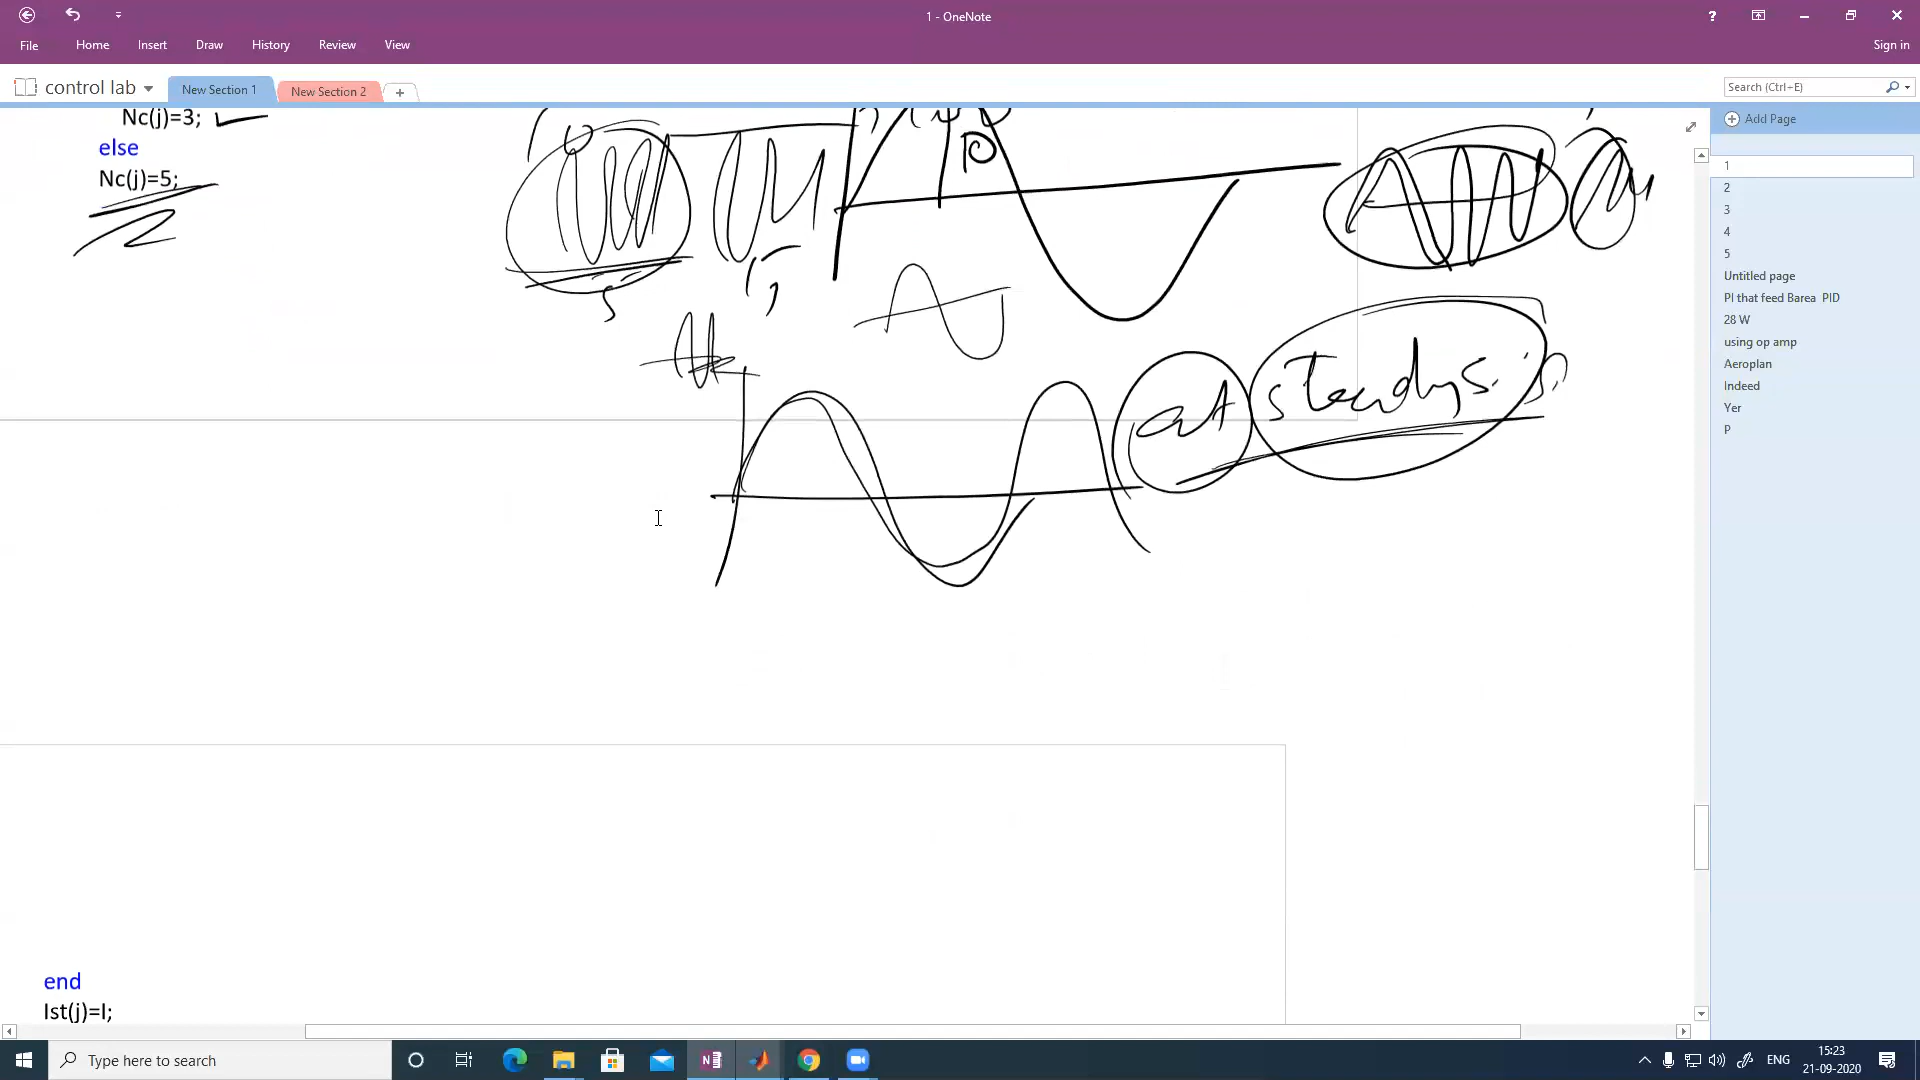 1 - OneNote
File Home Insert Draw History Review View
Sign in
control lab New Section 1 New Section 2
Search (Ctrl+E)
Add Page
Nc(j)=3;
else
Nc(j)=5;
10
5
at steady s.s.
end
Ist(j)=I;
1
2
3
4
5
Untitled page
PI that feed Barea PID
28 W
using op amp
Aeroplan
Indeed
Yer
P
Type here to search
ENG
15:23
21-09-2020